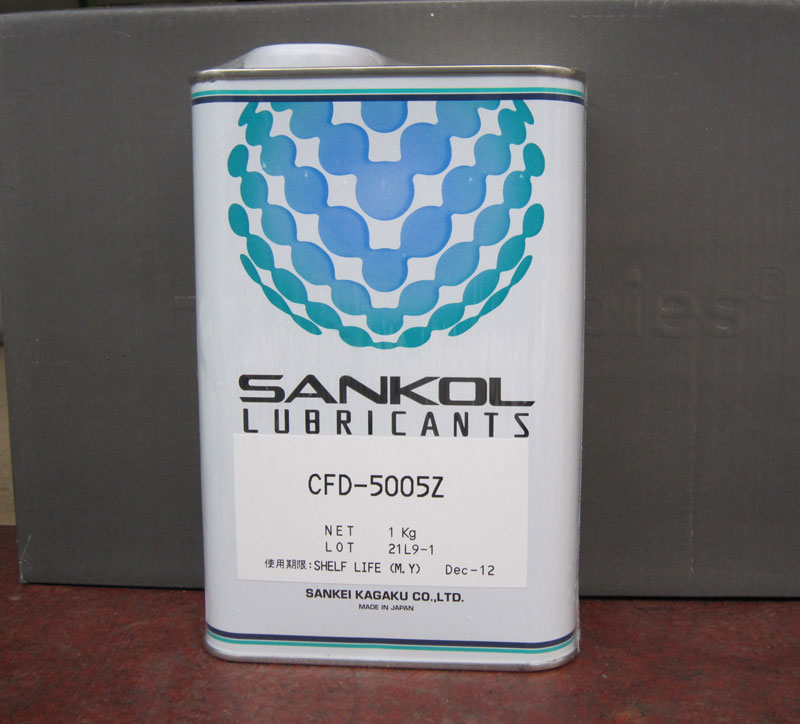 SANKOL
LUBRICANTS
CFD-5005Z
NET 1 Kg
LOT 21L9-1
使用期限:SHELF LIFE (M.Y) Dec-12
SANKEI KAGAKU CO.,LTD.
MADE IN JAPAN